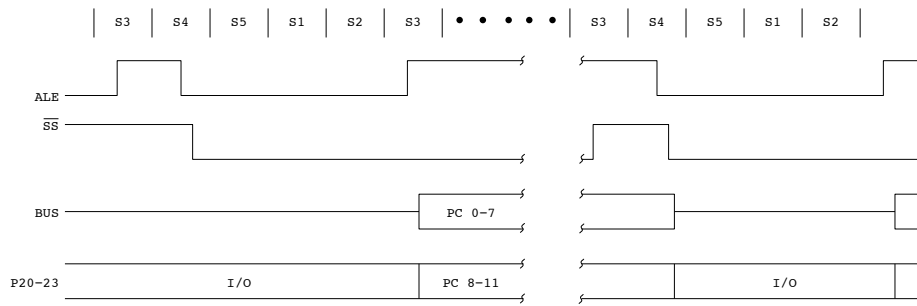 S3 S4 S5 S1 S2 S3 • • • • • S3 S4 S5 S1 S2
ALE
S̅S̅
BUS PC 0-7
P20-23 I/O PC 8-11 I/O